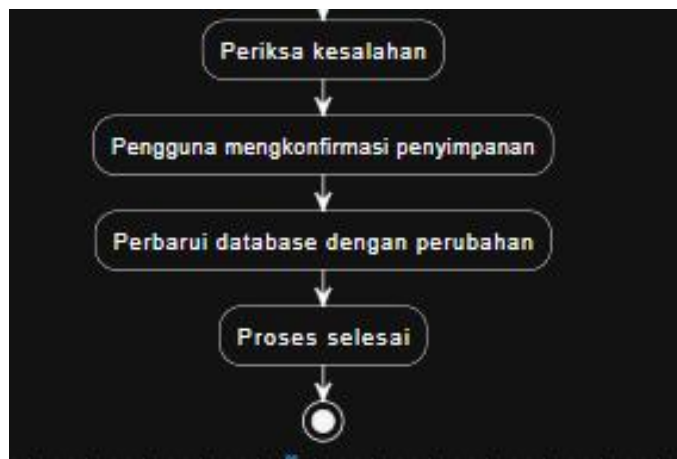 Periksa kesalahan
Pengguna mengkonfirmasi penyimpanan
Perbarui database dengan perubahan
Proses selesai